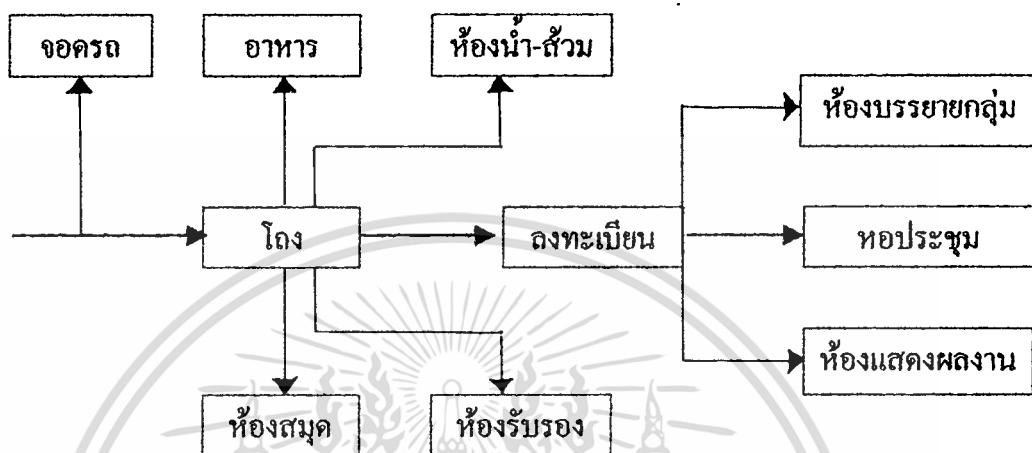 จอดรถ
อาหาร
ห้องน้ำ-ส้วม
ห้องบรรยายกลุ่ม
โถง
ลงทะเบียน
หอประชุม
ห้องแสดงผลงาน
ห้องสมุด
ห้องรับรอง